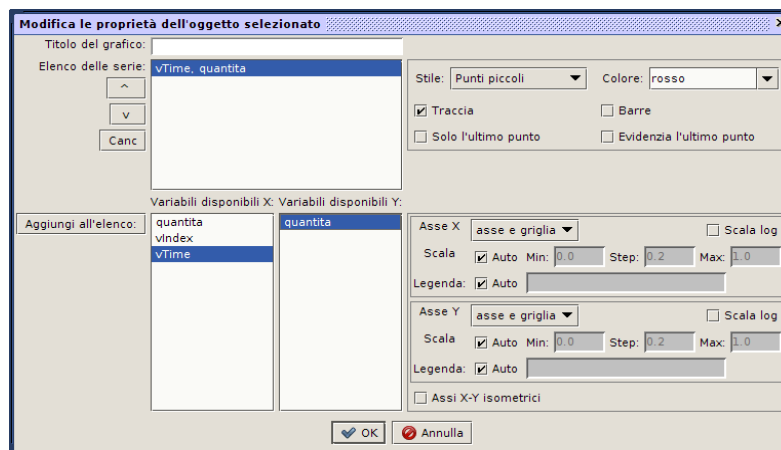 Modifica le proprietà dell'oggetto selezionato
Titolo del grafico:
Elenco delle serie: vTime, quantita
^
v
Canc
Stile: Punti piccoli Colore: rosso
Traccia Barre
Solo l'ultimo punto Evidenzia l'ultimo punto
Variabili disponibili X: Variabili disponibili Y:
Aggiungi all'elenco: quantita quantita
vIndex
vTime
Asse X asse e griglia Scala log
Scala Auto Min: 0.0 Step: 0.2 Max: 1.0
Legenda: Auto
Asse Y asse e griglia Scala log
Scala Auto Min: 0.0 Step: 0.2 Max: 1.0
Legenda: Auto
Assi X-Y isometrici
OK Annulla